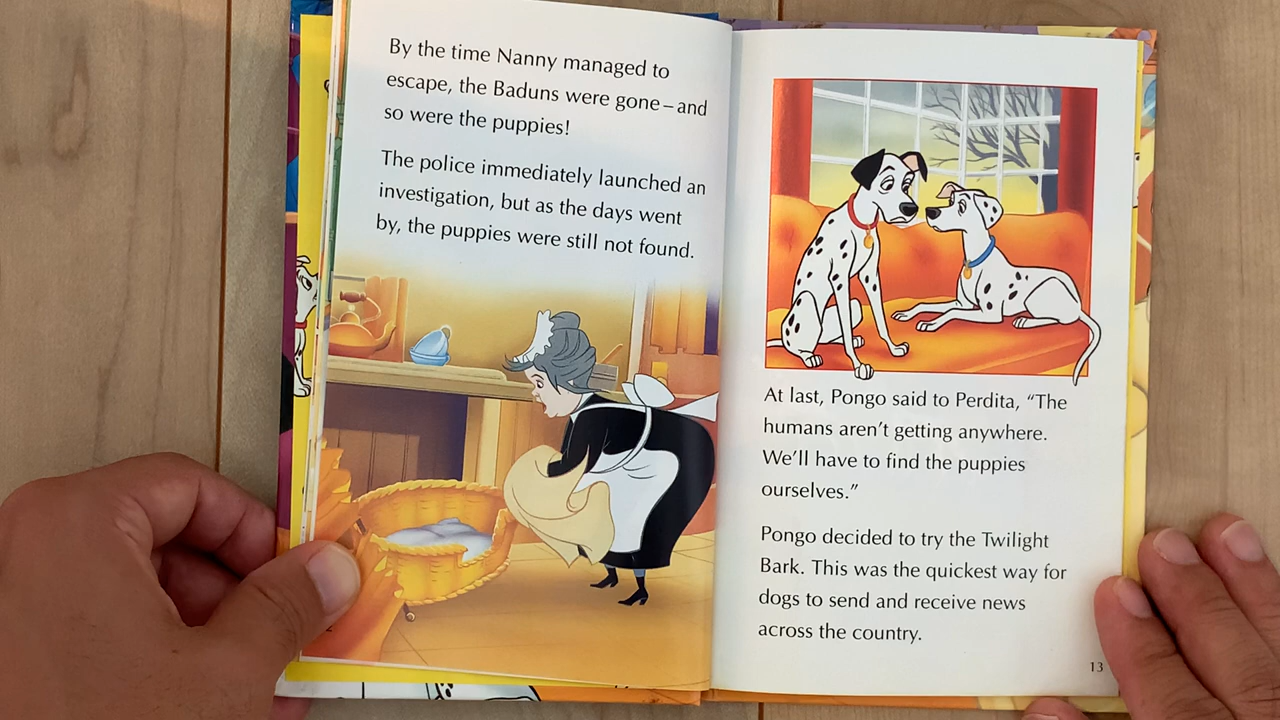 By the time Nanny managed to
escape, the Baduns were gone – and
so were the puppies!
The police immediately launched an
investigation, but as the days went
by, the puppies were still not found.
At last, Pongo said to Perdita, “The
humans aren’t getting anywhere.
We’ll have to find the puppies
ourselves.”
Pongo decided to try the Twilight
Bark. This was the quickest way for
dogs to send and receive news
across the country.
13